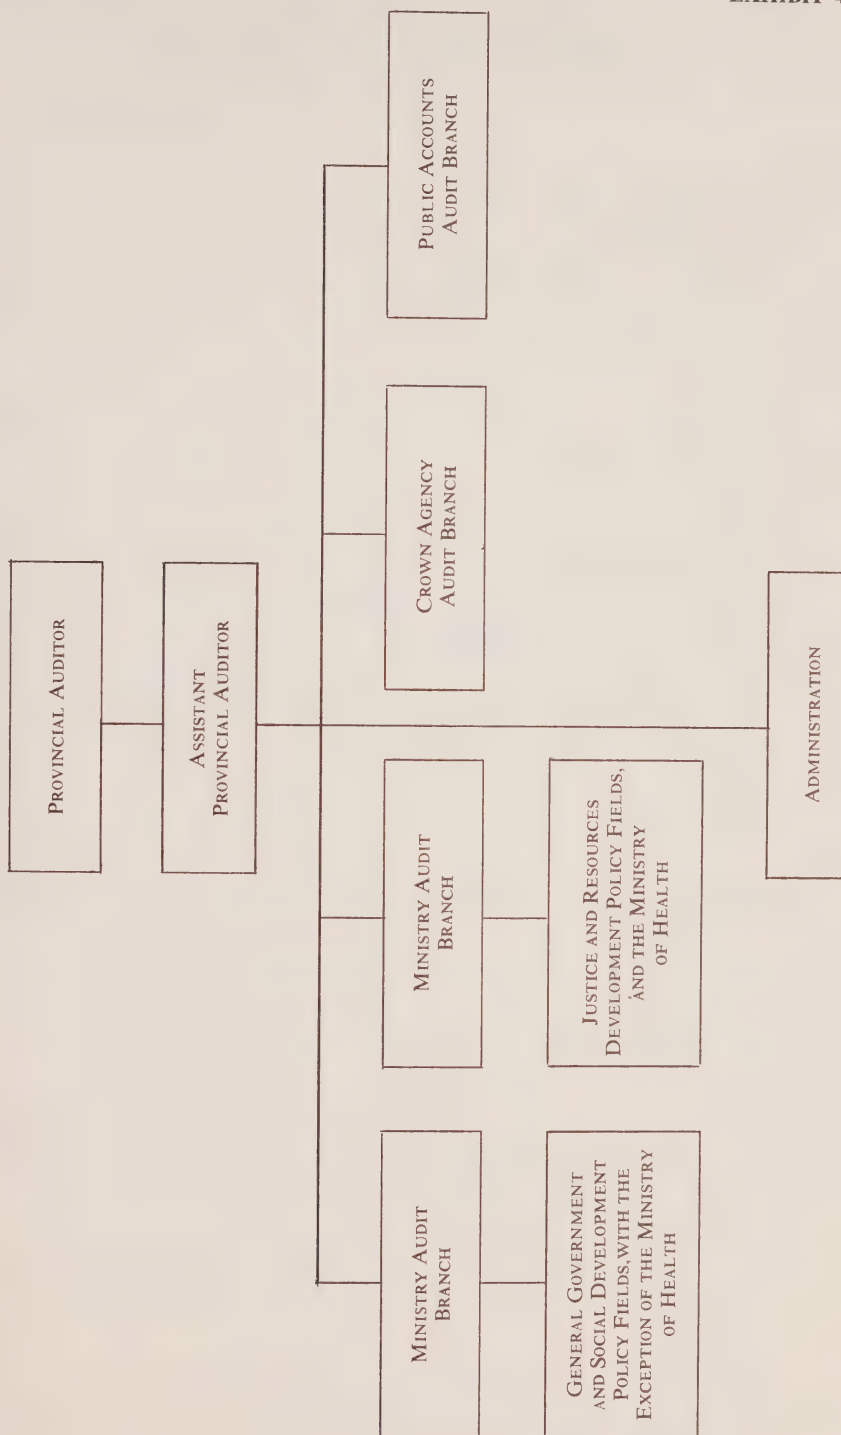 PROVINCIAL AUDITOR
ASSISTANT
PROVINCIAL AUDITOR
MINISTRY AUDIT
BRANCH
MINISTRY AUDIT
BRANCH
CROWN AGENCY
AUDIT BRANCH
PUBLIC ACCOUNTS
AUDIT BRANCH
GENERAL GOVERNMENT
AND SOCIAL DEVELOPMENT
POLICY FIELDS, WITH THE
EXCEPTION OF THE MINISTRY
OF HEALTH
JUSTICE AND RESOURCES
DEVELOPMENT POLICY FIELDS,
AND THE MINISTRY
OF HEALTH
ADMINISTRATION